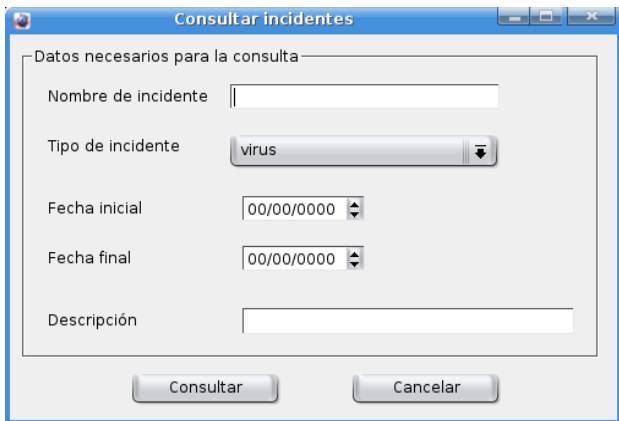 Consultar incidentes
Datos necesarios para la consulta
Nombre de incidente
Tipo de incidente virus
Fecha inicial 00/00/0000
Fecha final 00/00/0000
Descripción
Consultar Cancelar